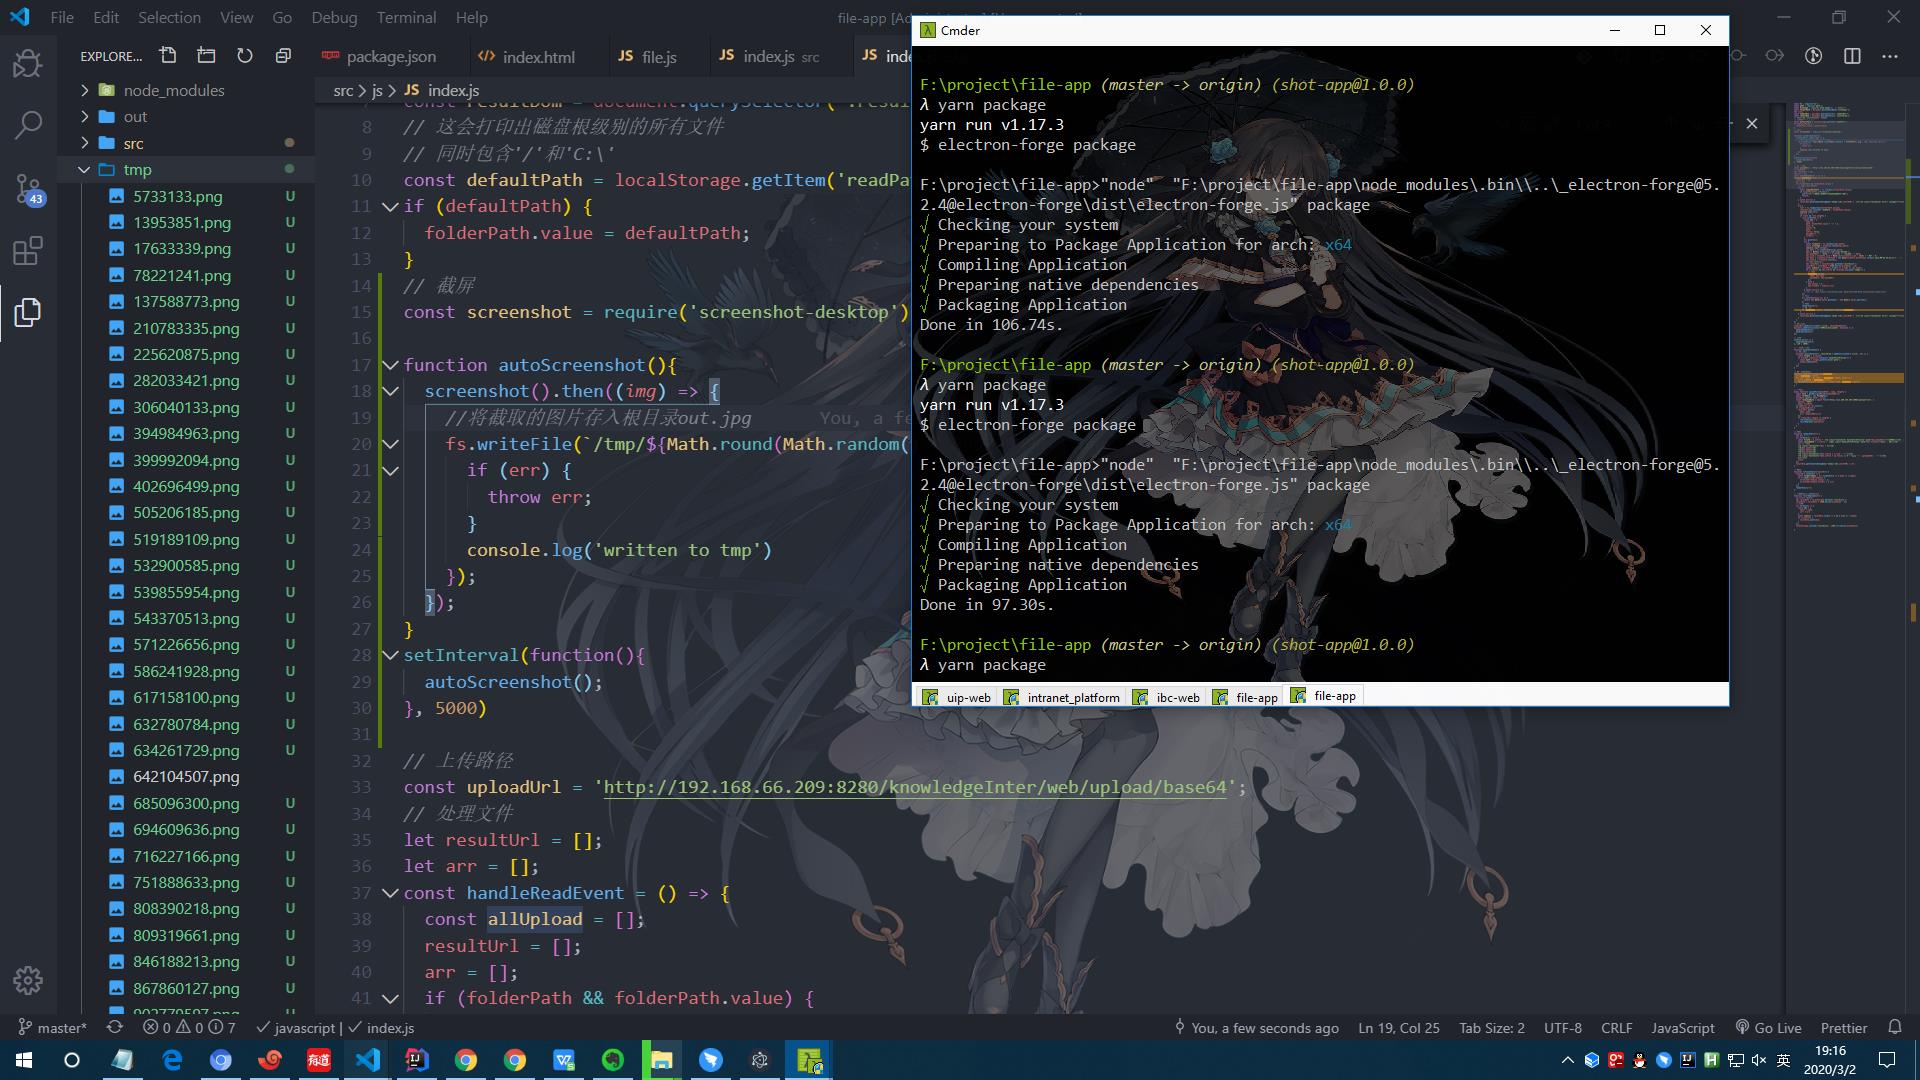 File Edit Selection View Go Debug Terminal Help
EXPLORE...
node_modules
out
src
tmp
5733133.png U
13953851.png U
17633339.png U
78221241.png U
137588773.png U
210783335.png U
225620875.png U
282033421.png U
306040133.png U
394984963.png U
399992094.png U
402696499.png U
505206185.png U
519189109.png U
532900585.png U
539855954.png U
543370513.png U
571226656.png U
586241928.png U
617158100.png U
632780784.png U
634261729.png U
642104507.png
685096300.png U
694609636.png U
716227166.png U
751888633.png U
808390218.png U
809319661.png U
846188213.png U
867860127.png U
43
package.json
index.html
JS file.js
JS index.js src
JS
src > js > JS index.js
8 // 这会打印出磁盘根级别的所有文件
9 // 同时包含'/'和'C:\'
10 const defaultPath = localStorage.getItem('readPa
11 if (defaultPath) {
12 folderPath.value = defaultPath;
13 }
14 // 截屏
15 const screenshot = require('screenshot-desktop')
16
17 function autoScreenshot(){
18 screenshot().then((img) => {
19 //将截取的图片存入根目录out.jpg You, a fe
20 fs.writeFile(`/tmp/${Math.round(Math.random(
21 if (err) {
22 throw err;
23 }
24 console.log('written to tmp')
25 });
26 });
27 }
28 setInterval(function(){
29 autoScreenshot();
30 }, 5000)
31
32 // 上传路径
33 const uploadUrl = 'http://192.168.66.209:8280/knowledgeInter/web/upload/base64';
34 // 处理文件
35 let resultUrl = [];
36 let arr = [];
37 const handleReadEvent = () => {
38 const allUpload = [];
39 resultUrl = [];
40 arr = [];
41 if (folderPath && folderPath.value) {
Cmder
F:\project\file-app (master -> origin) (shot-app@1.0.0)
λ yarn package
yarn run v1.17.3
$ electron-forge package
F:\project\file-app>"node" "F:\project\file-app\node_modules\.bin\\..\_electron-forge@5.
2.4@electron-forge\dist\electron-forge.js" package
√ Checking your system
√ Preparing to Package Application for arch: x64
√ Compiling Application
√ Preparing native dependencies
√ Packaging Application
Done in 106.74s.
F:\project\file-app (master -> origin) (shot-app@1.0.0)
λ yarn package
yarn run v1.17.3
$ electron-forge package
F:\project\file-app>"node" "F:\project\file-app\node_modules\.bin\\..\_electron-forge@5.
2.4@electron-forge\dist\electron-forge.js" package
√ Checking your system
√ Preparing to Package Application for arch: x64
√ Compiling Application
√ Preparing native dependencies
√ Packaging Application
Done in 97.30s.
F:\project\file-app (master -> origin) (shot-app@1.0.0)
λ yarn package
uip-web intranet_platform ibc-web file-app file-app
master* 0 0 7 javascript | index.js
You, a few seconds ago Ln 19, Col 25 Tab Size: 2 UTF-8 CRLF JavaScript Go Live Prettier
有道
英
19:16
2020/3/2